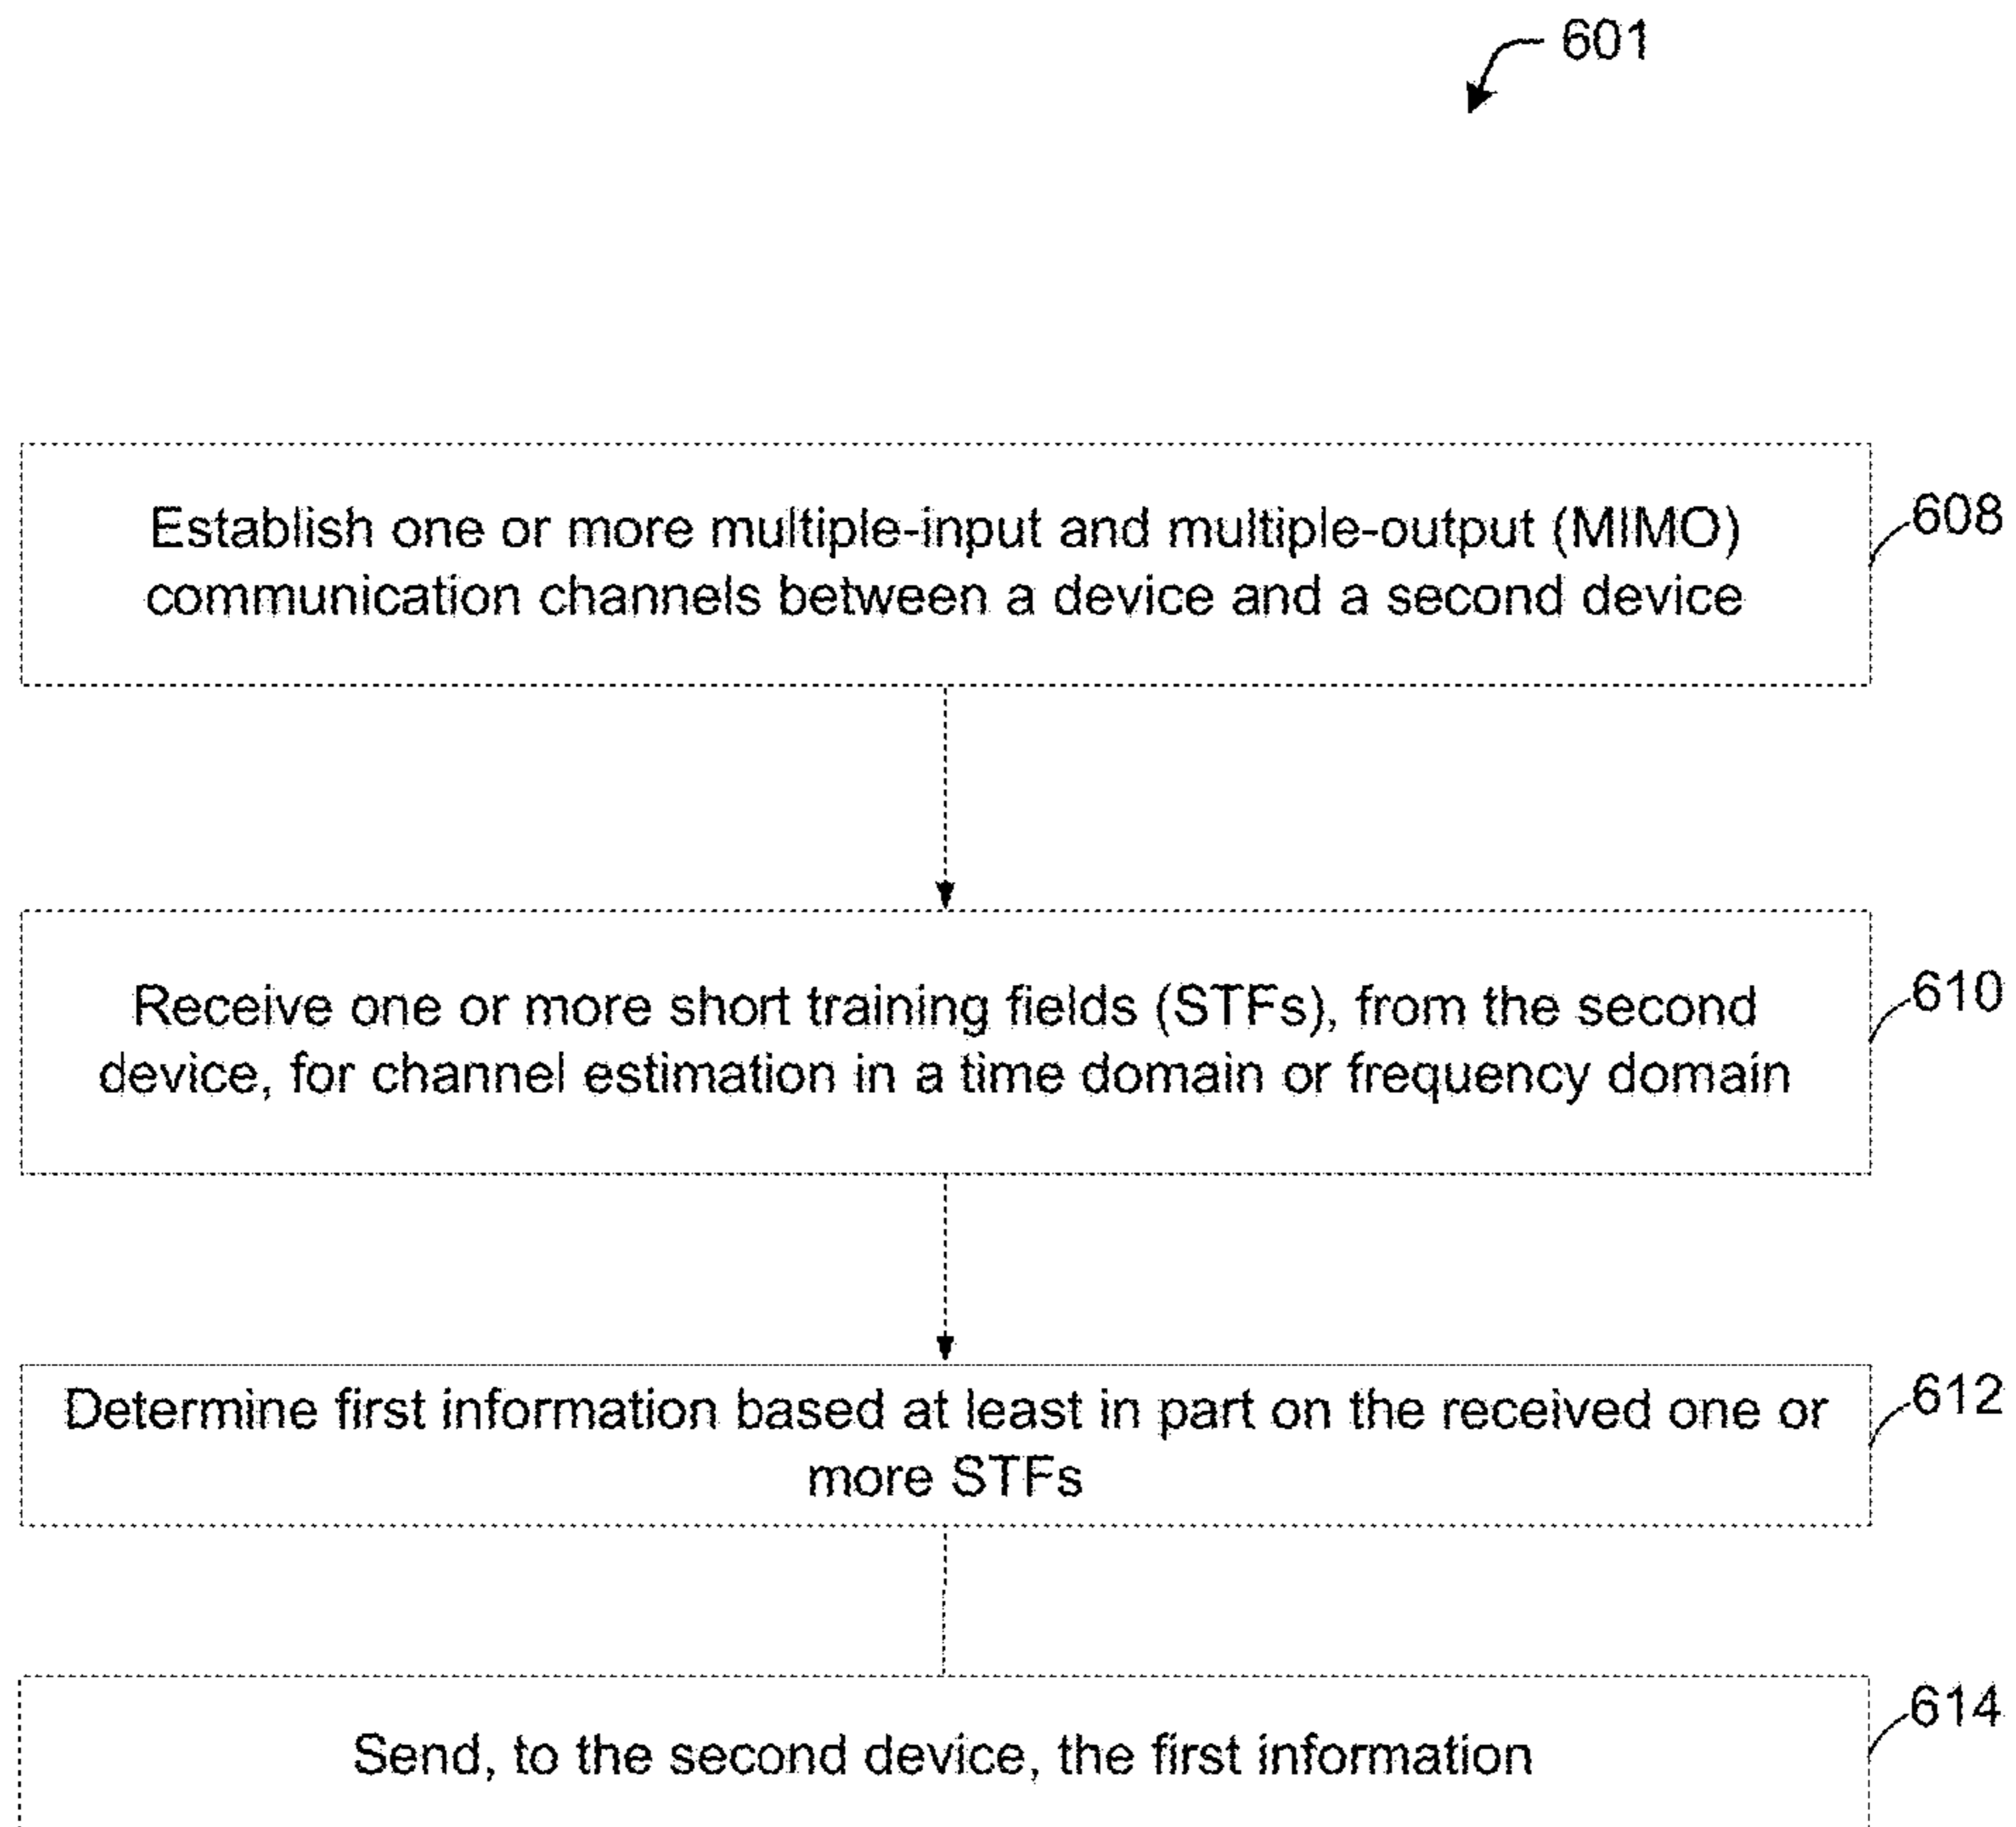 601
Establish one or more multiple-input and multiple-output (MIMO)
communication channels between a device and a second device
608
Receive one or more short training fields (STFs), from the second
device, for channel estimation in a time domain or frequency domain
610
Determine first information based at least in part on the received one or
more STFs
612
Send, to the second device, the first information
614